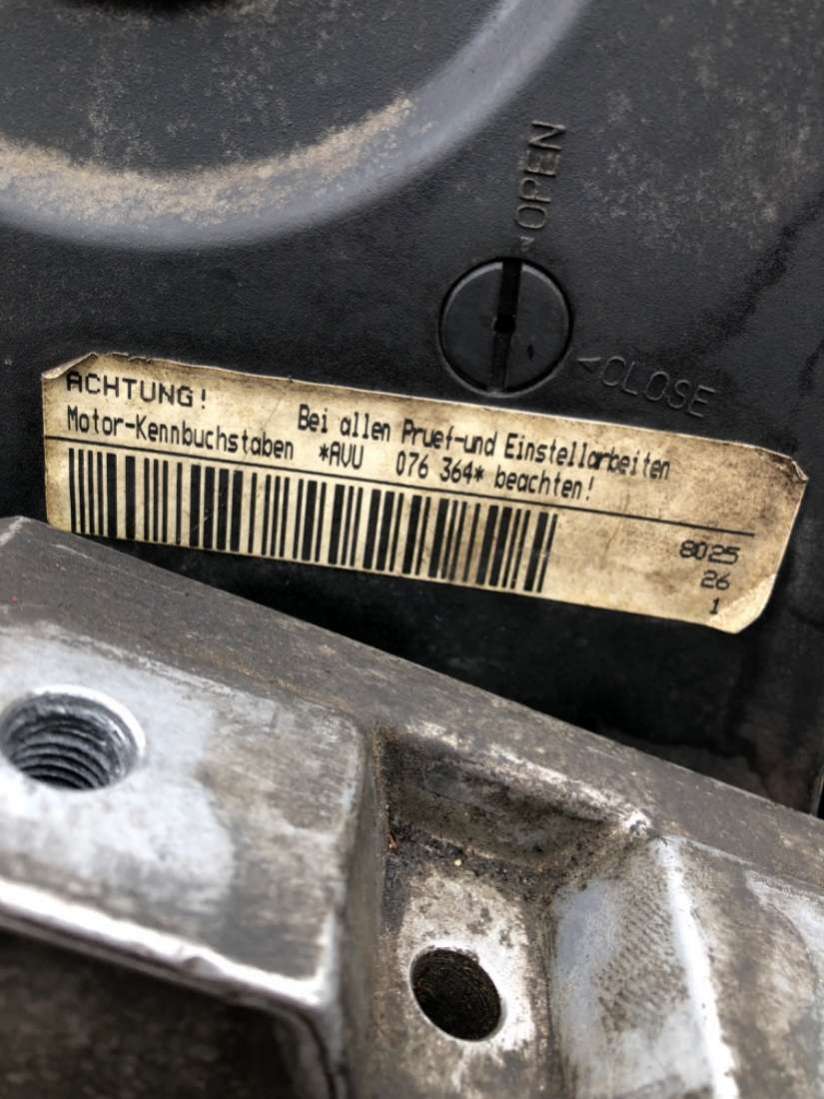 OPEN
CLOSE
ACHTUNG! Bei allen Pruef-und Einstellarbeiten
Motor-Kennbuchstaben *AVU 076 364* beachten!
8025
26
1